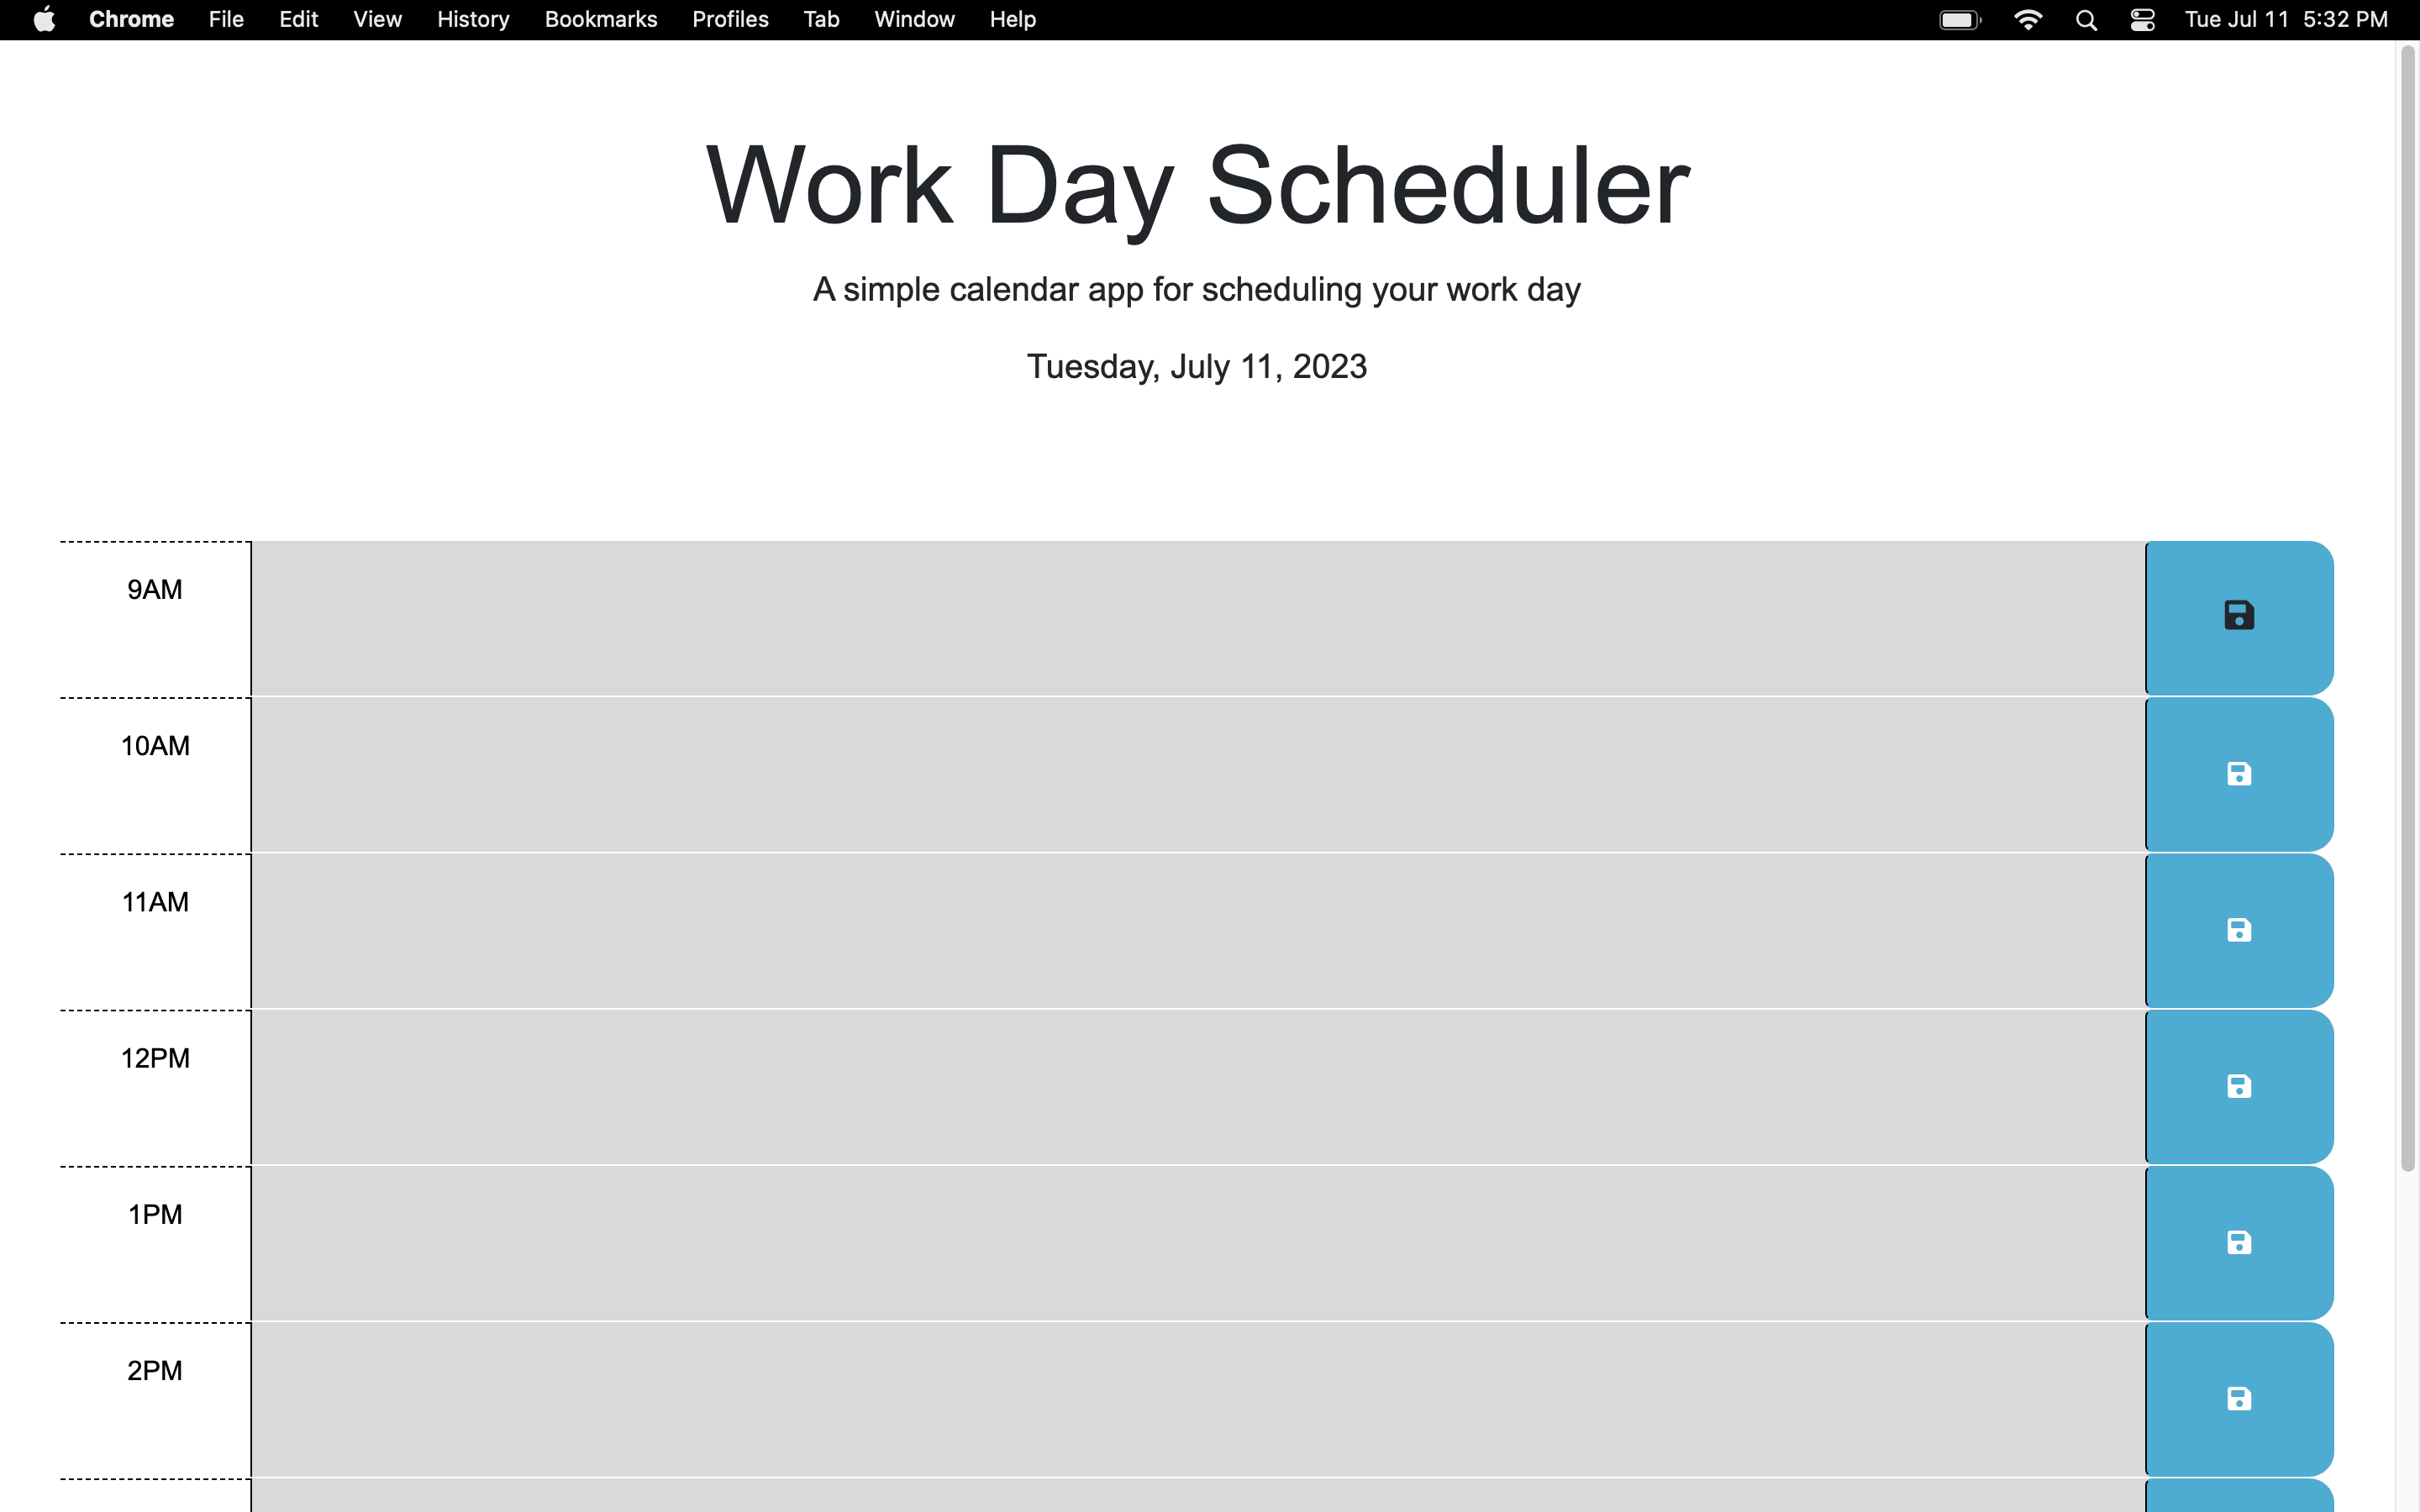 Chrome File Edit View History Bookmarks Profiles Tab Window Help Tue Jul 11 5:32 PM
Work Day Scheduler
A simple calendar app for scheduling your work day
Tuesday, July 11, 2023
9AM
10AM
11AM
12PM
1PM
2PM